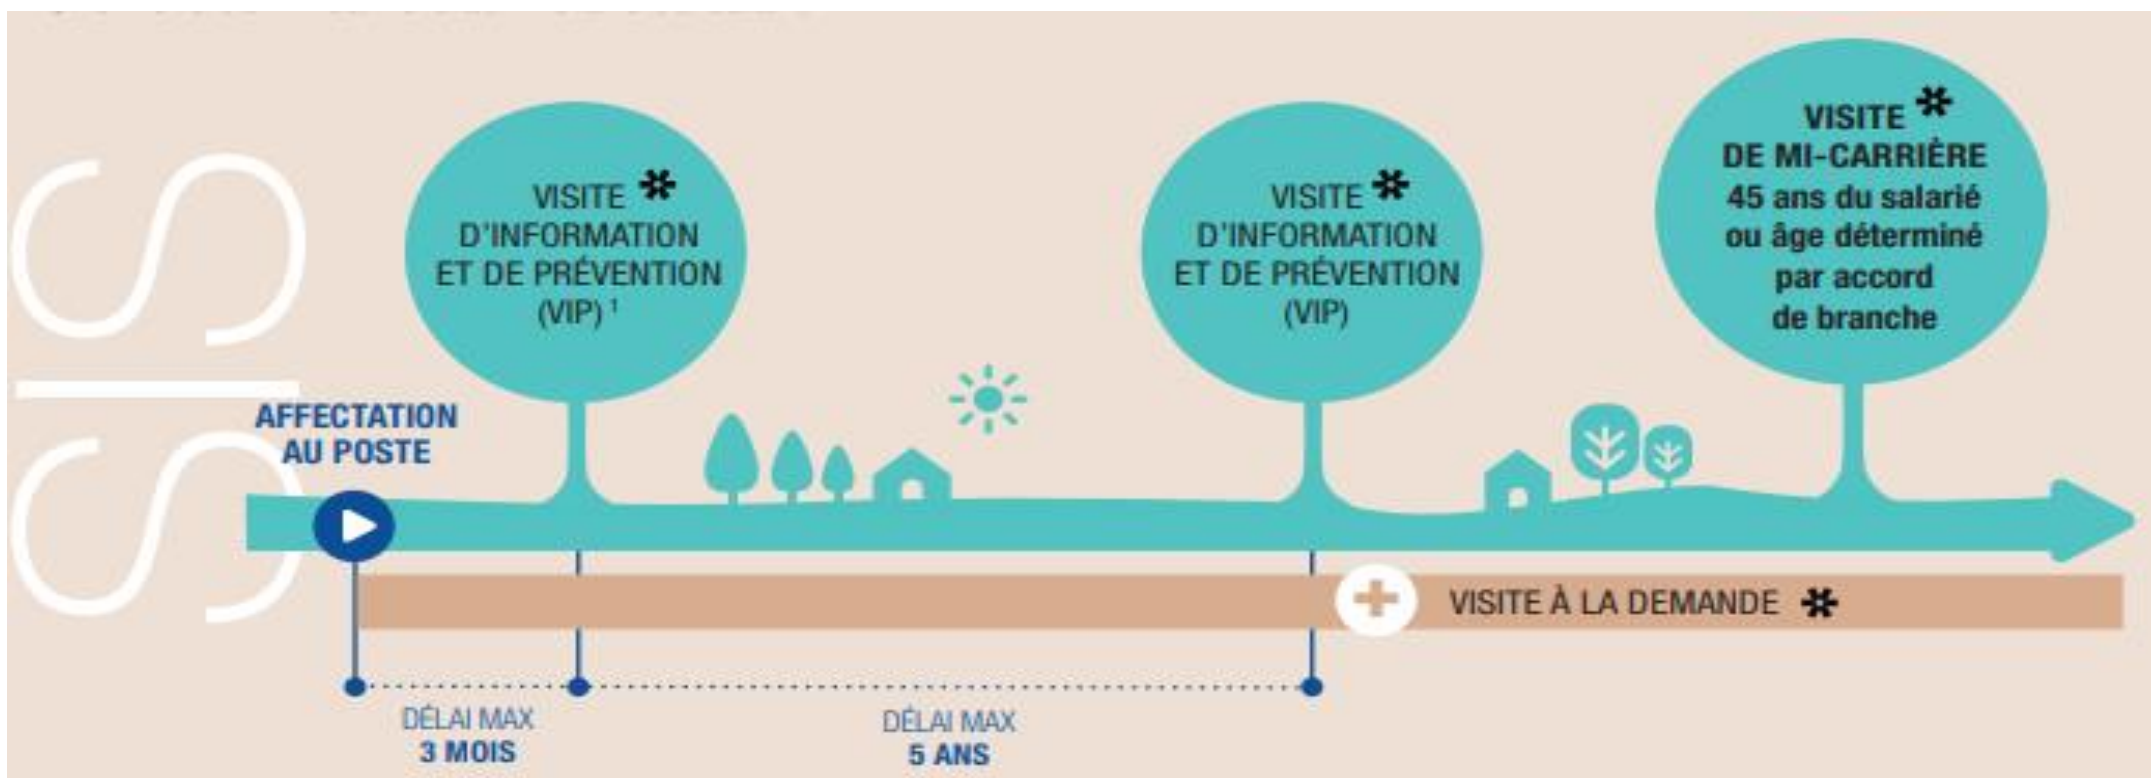 SIS
AFFECTATION
AU POSTE
VISITE *
D'INFORMATION
ET DE PRÉVENTION
(VIP) ¹
VISITE *
D'INFORMATION
ET DE PRÉVENTION
(VIP)
VISITE *
DE MI-CARRIÈRE
45 ans du salarié
ou âge déterminé
par accord
de branche
VISITE À LA DEMANDE *
DÉLAI MAX
3 MOIS
DÉLAI MAX
5 ANS